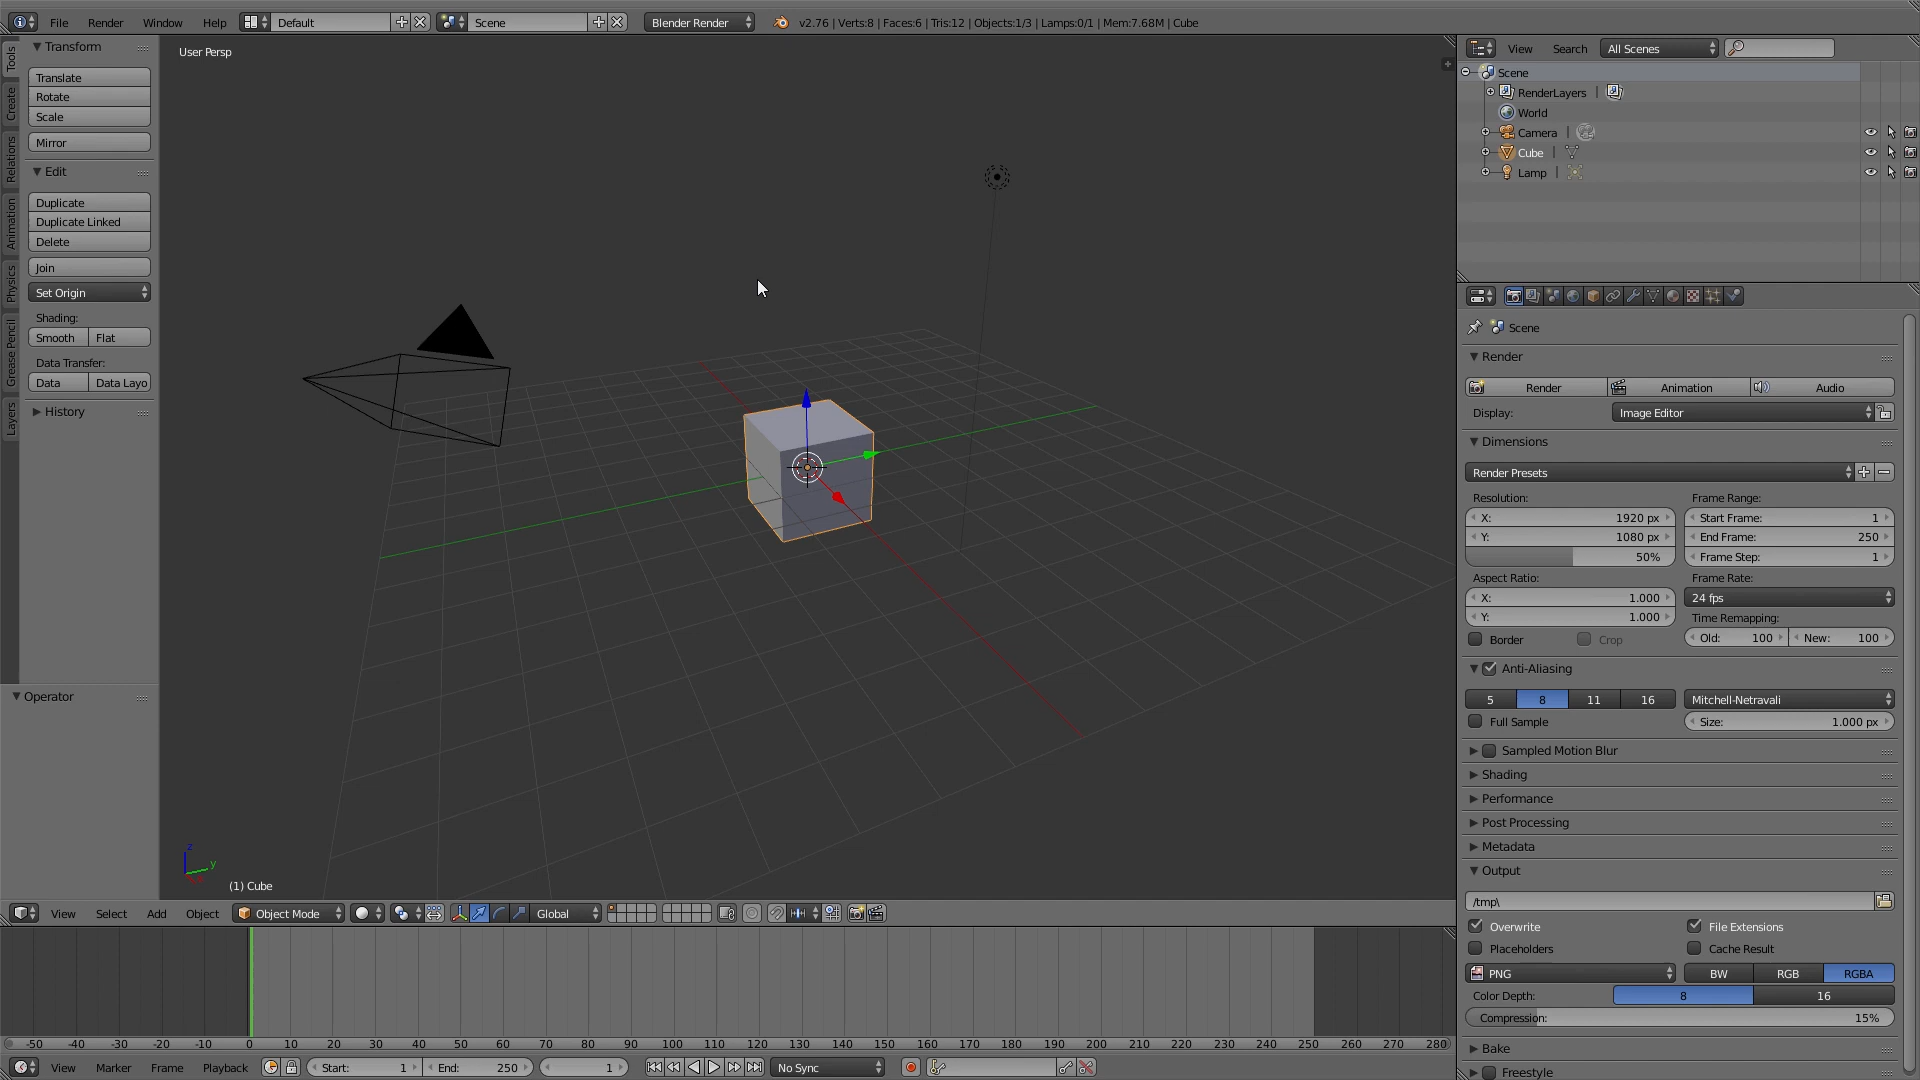 File Render Window Help Default Scene Blender Render v2.76 | Verts:8 | Faces:6 | Tris:12 | Objects:1/3 | Lamps:0/1 | Mem:7.68M | Cube
Tools
Create
Relations
Animation
Physics
Grease Pencil
Layers
Transform
Translate
Rotate
Scale
Mirror
Edit
Duplicate
Duplicate Linked
Delete
Join
Set Origin
Shading:
Smooth Flat
Data Transfer:
Data Data Layo
History
Operator
User Persp
z
y
(1) Cube
View Select Add Object Object Mode Global
-50 -40 -30 -20 -10 0 10 20 30 40 50 60 70 80 90 100 110 120 130 140 150 160 170 180 190 200 210 220 230 240 250 260 270 280
View Marker Frame Playback Start: 1 End: 250 1 No Sync
View Search All Scenes
Scene
RenderLayers |
World
Camera |
Cube |
Lamp |
Scene
Render
Render Animation Audio
Display: Image Editor
Dimensions
Render Presets
Resolution: Frame Range:
X: 1920 px Start Frame: 1
Y: 1080 px End Frame: 250
50% Frame Step: 1
Aspect Ratio: Frame Rate:
X: 1.000 24 fps
Y: 1.000 Time Remapping:
Border Crop Old: 100 New: 100
Anti-Aliasing
5 8 11 16 Mitchell-Netravali
Full Sample Size: 1.000 px
Sampled Motion Blur
Shading
Performance
Post Processing
Metadata
Output
/tmp\
Overwrite File Extensions
Placeholders Cache Result
PNG BW RGB RGBA
Color Depth: 8 16
Compression: 15%
Bake
Freestyle